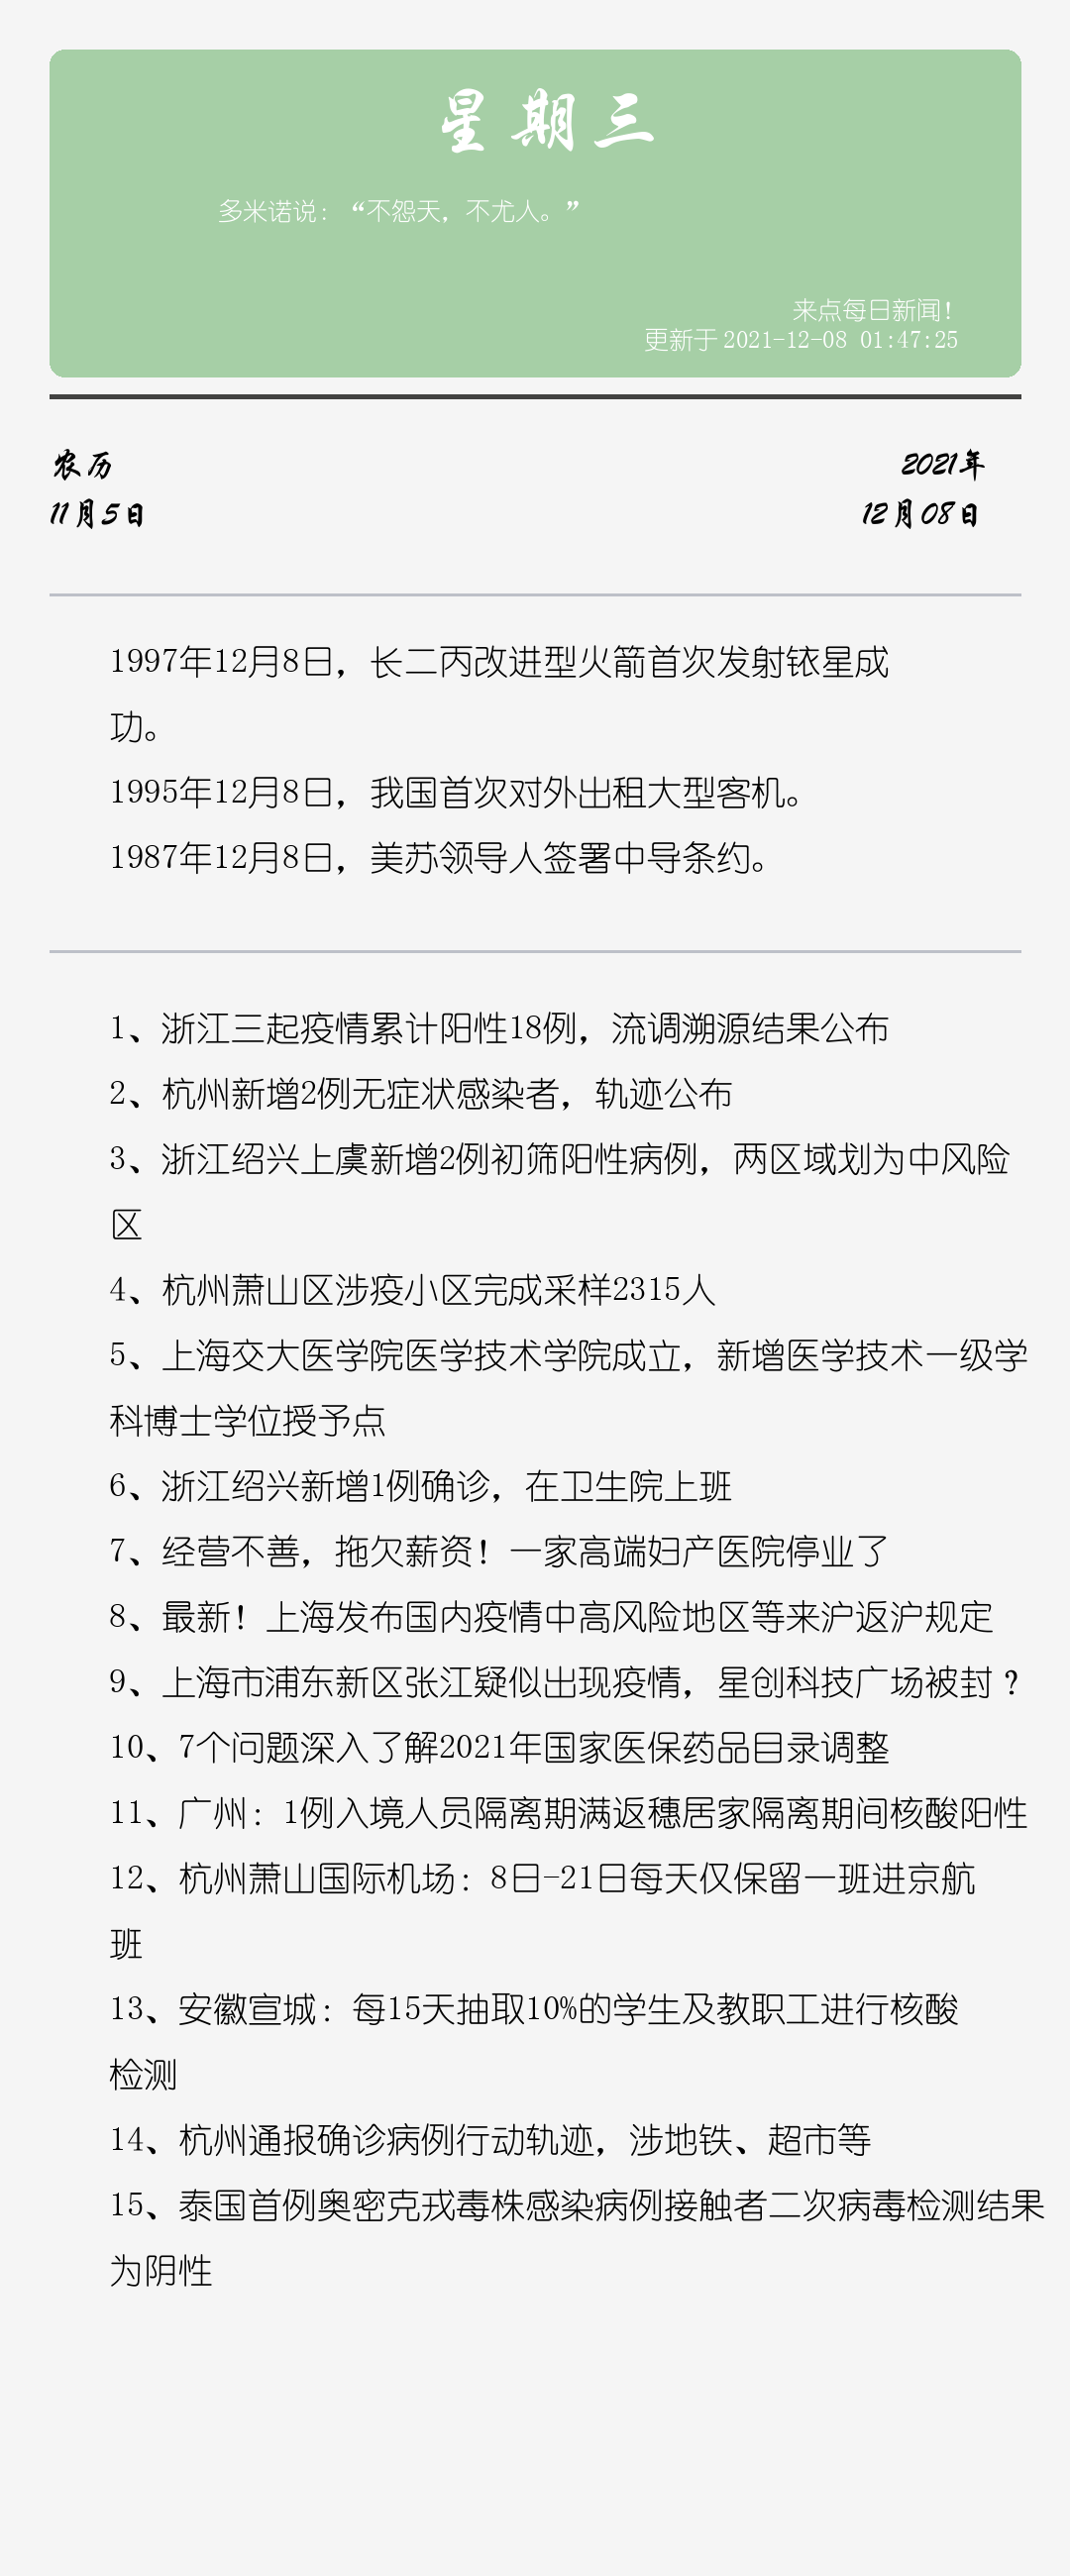 星期三
多米诺说：“不怨天，不尤人。”
来点每日新闻！
更新于 2021-12-08 01:47:25
农历
2021年
11月5日
12月08日
1997年12月8日，长二丙改进型火箭首次发射铱星成
功。
1995年12月8日，我国首次对外出租大型客机。
1987年12月8日，美苏领导人签署中导条约。
1、浙江三起疫情累计阳性18例，流调溯源结果公布
2、杭州新增2例无症状感染者，轨迹公布
3、浙江绍兴上虞新增2例初筛阳性病例，两区域划为中风险
区
4、杭州萧山区涉疫小区完成采样2315人
5、上海交大医学院医学技术学院成立，新增医学技术一级学
科博士学位授予点
6、浙江绍兴新增1例确诊，在卫生院上班
7、经营不善，拖欠薪资！一家高端妇产医院停业了
8、最新！上海发布国内疫情中高风险地区等来沪返沪规定
9、上海市浦东新区张江疑似出现疫情，星创科技广场被封？
10、7个问题深入了解2021年国家医保药品目录调整
11、广州：1例入境人员隔离期满返穗居家隔离期间核酸阳性
12、杭州萧山国际机场：8日-21日每天仅保留一班进京航
班
13、安徽宣城：每15天抽取10%的学生及教职工进行核酸
检测
14、杭州通报确诊病例行动轨迹，涉地铁、超市等
15、泰国首例奥密克戎毒株感染病例接触者二次病毒检测结果
为阴性